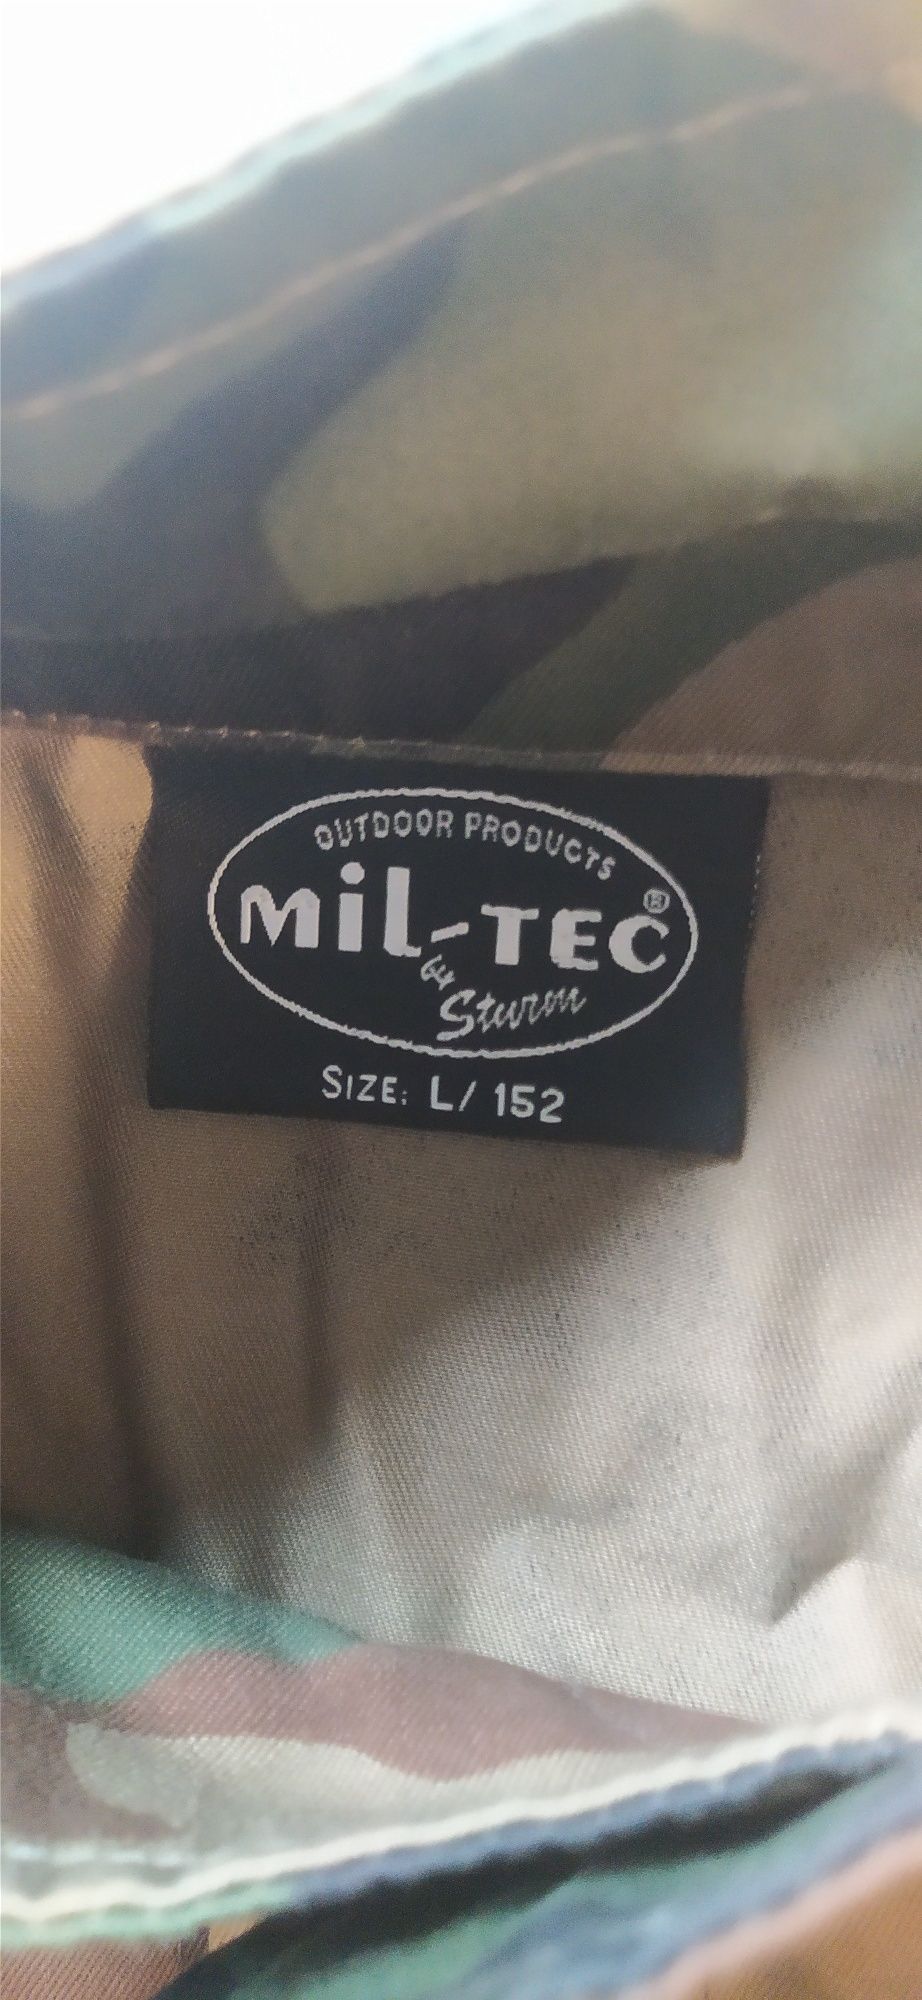 OUTDOOR PRODUCTS
MiL-TEC®
by
Sturm
SIZE: L/ 152